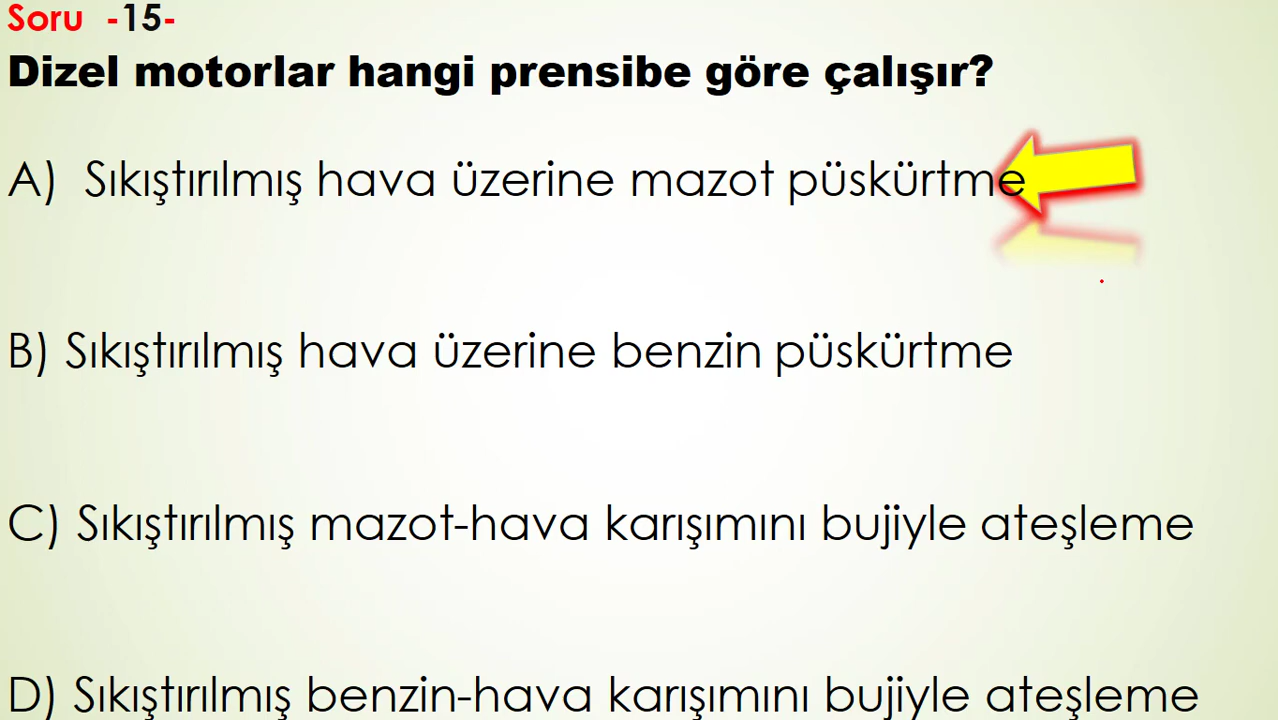 Soru -15-
Dizel motorlar hangi prensibe göre çalışır?
A) Sıkıştırılmış hava üzerine mazot püskürtme
B) Sıkıştırılmış hava üzerine benzin püskürtme
C) Sıkıştırılmış mazot-hava karışımını bujiyle ateşleme
D) Sıkıştırılmış benzin-hava karışımını bujiyle ateşleme